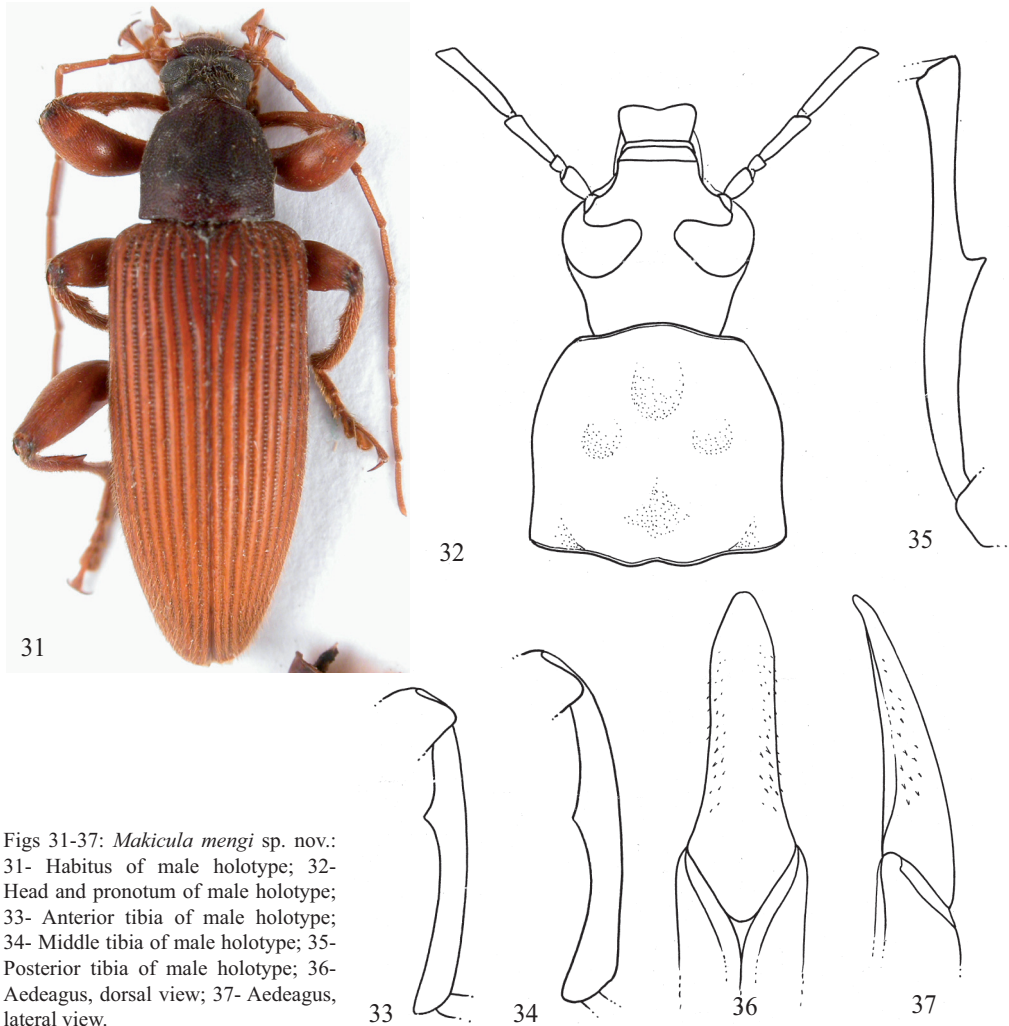 31
32
35
33
34
36
37
Figs 31-37: Makicula mengi sp. nov.:
31- Habitus of male holotype; 32-
Head and pronotum of male holotype;
33- Anterior tibia of male holotype;
34- Middle tibia of male holotype; 35-
Posterior tibia of male holotype; 36-
Aedeagus, dorsal view; 37- Aedeagus,
lateral view.